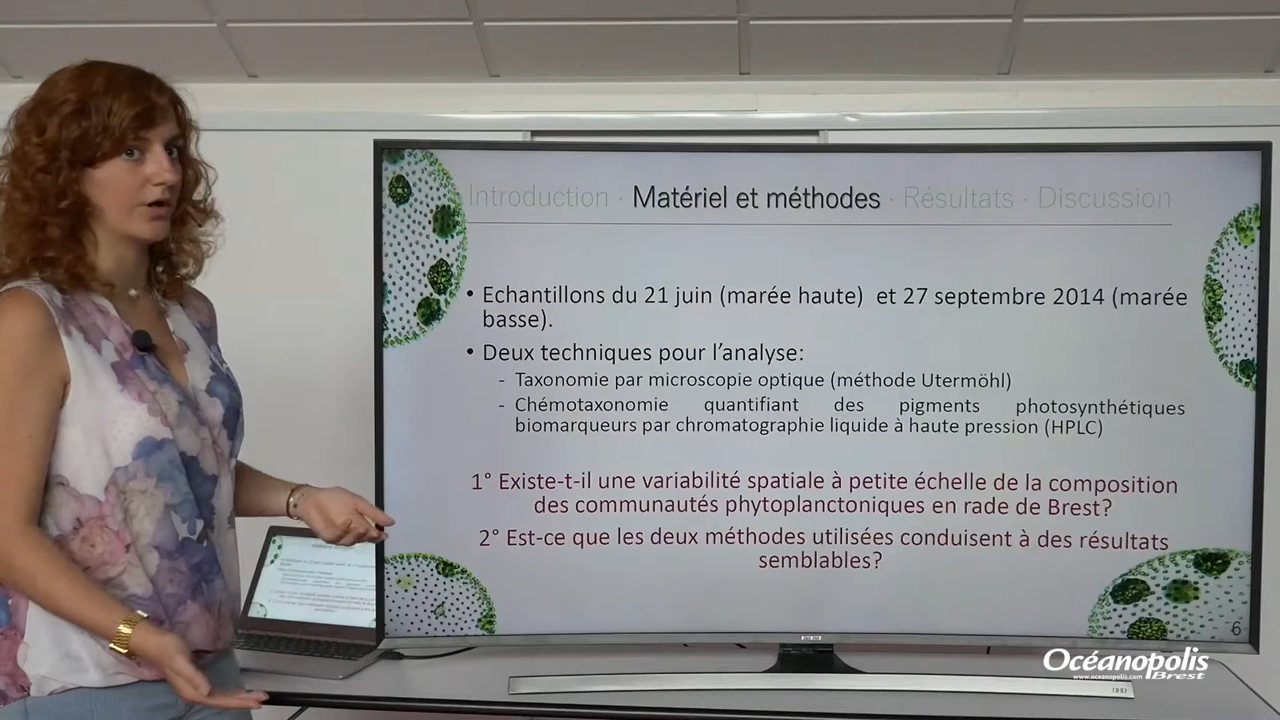 Introduction · Matériel et méthodes · Résultats · Discussion
• Echantillons du 21 juin (marée haute) et 27 septembre 2014 (marée
basse).
• Deux techniques pour l’analyse:
- Taxonomie par microscopie optique (méthode Utermöhl)
- Chémotaxonomie quantifiant des pigments photosynthétiques
biomarqueurs par chromatographie liquide à haute pression (HPLC)
1° Existe-t-il une variabilité spatiale à petite échelle de la composition
des communautés phytoplanctoniques en rade de Brest?
2° Est-ce que les deux méthodes utilisées conduisent à des résultats
semblables?
6
Océanopolis
www.oceanopolis.com Brest